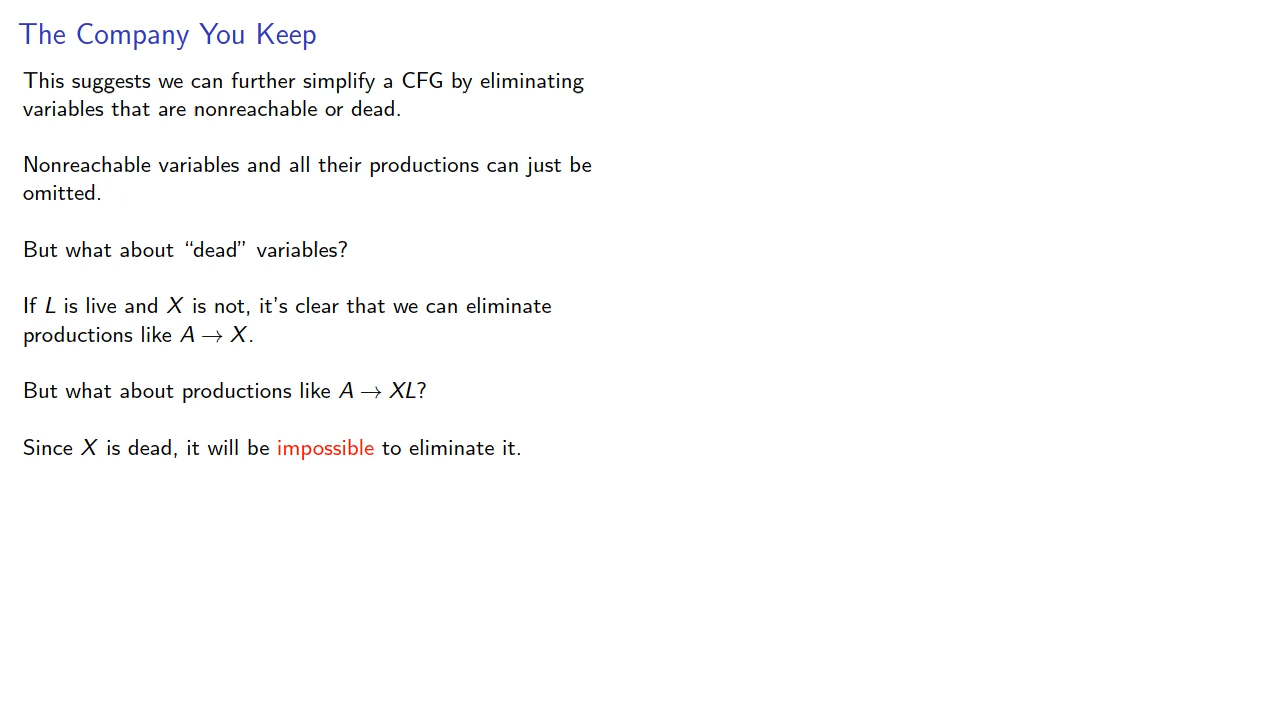 The Company You Keep
This suggests we can further simplify a CFG by eliminating
variables that are nonreachable or dead.
Nonreachable variables and all their productions can just be
omitted.
But what about “dead” variables?
If L is live and X is not, it’s clear that we can eliminate
productions like A → X.
But what about productions like A → XL?
Since X is dead, it will be impossible to eliminate it.